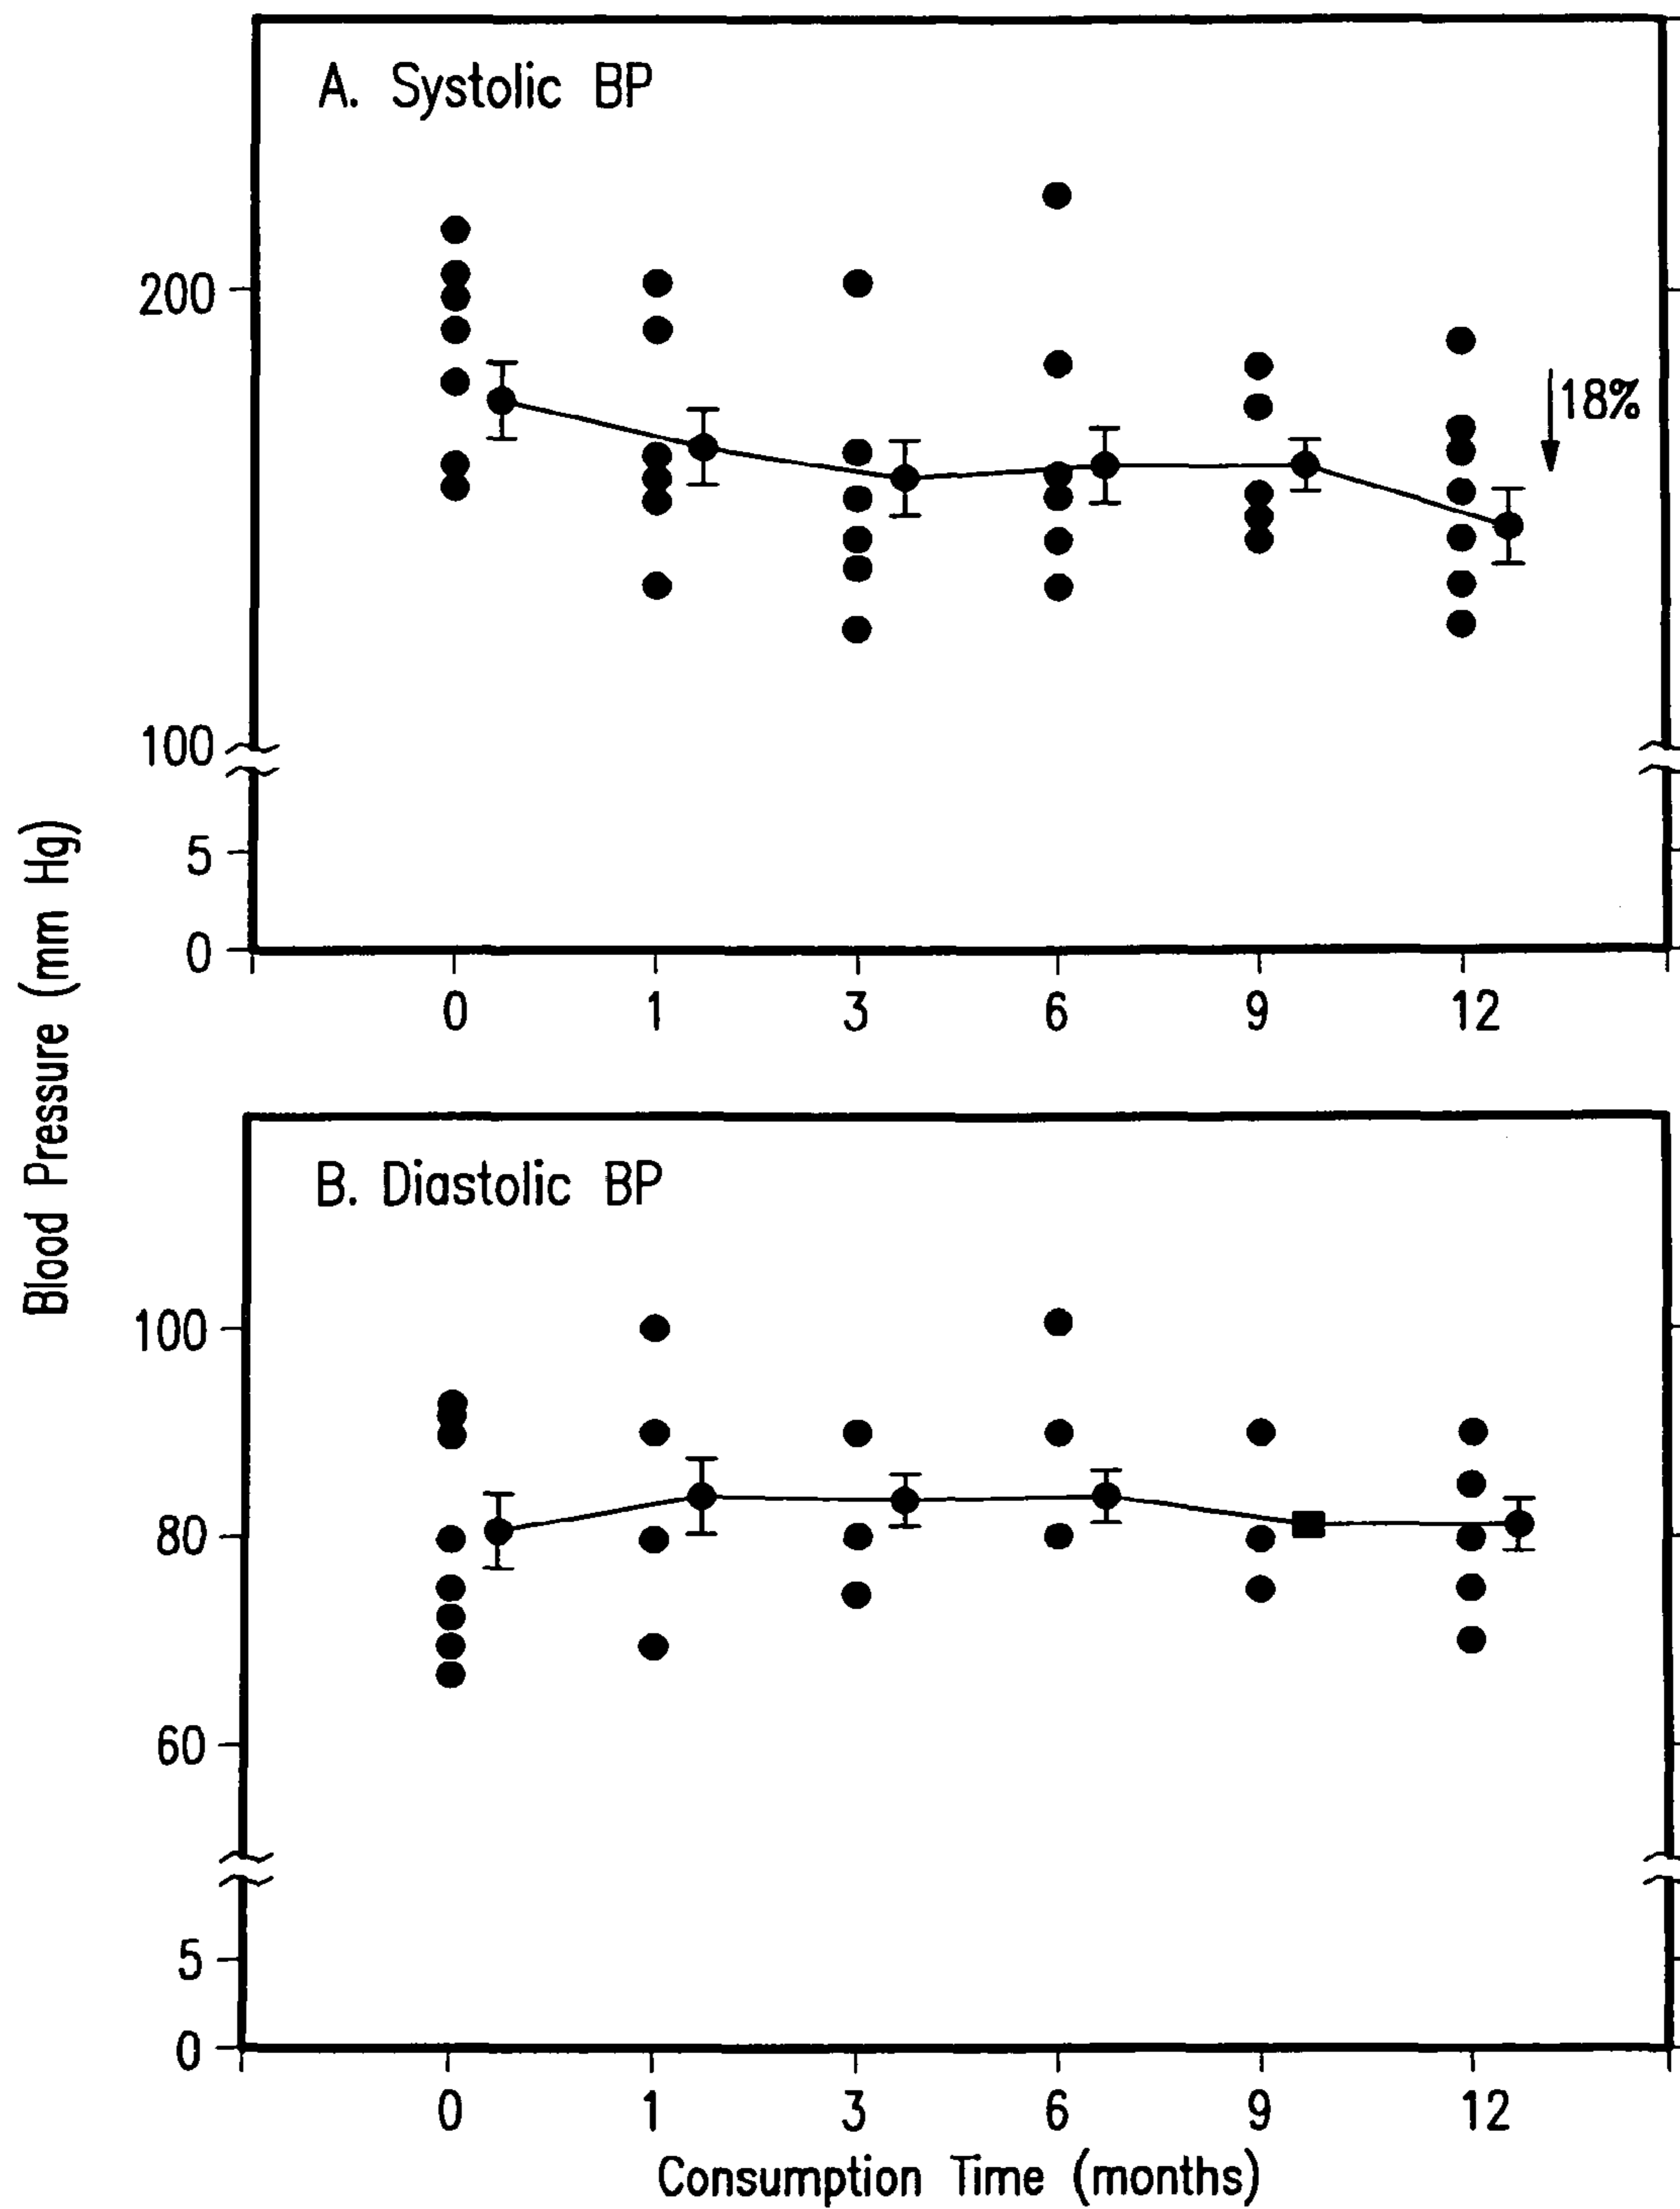 A. Systolic BP
200
18%
100
5
0
0 1 3 6 9 12
Blood Pressure (mm Hg)
B. Diastolic BP
100
80
60
5
0
0 1 3 6 9 12
Consumption Time (months)